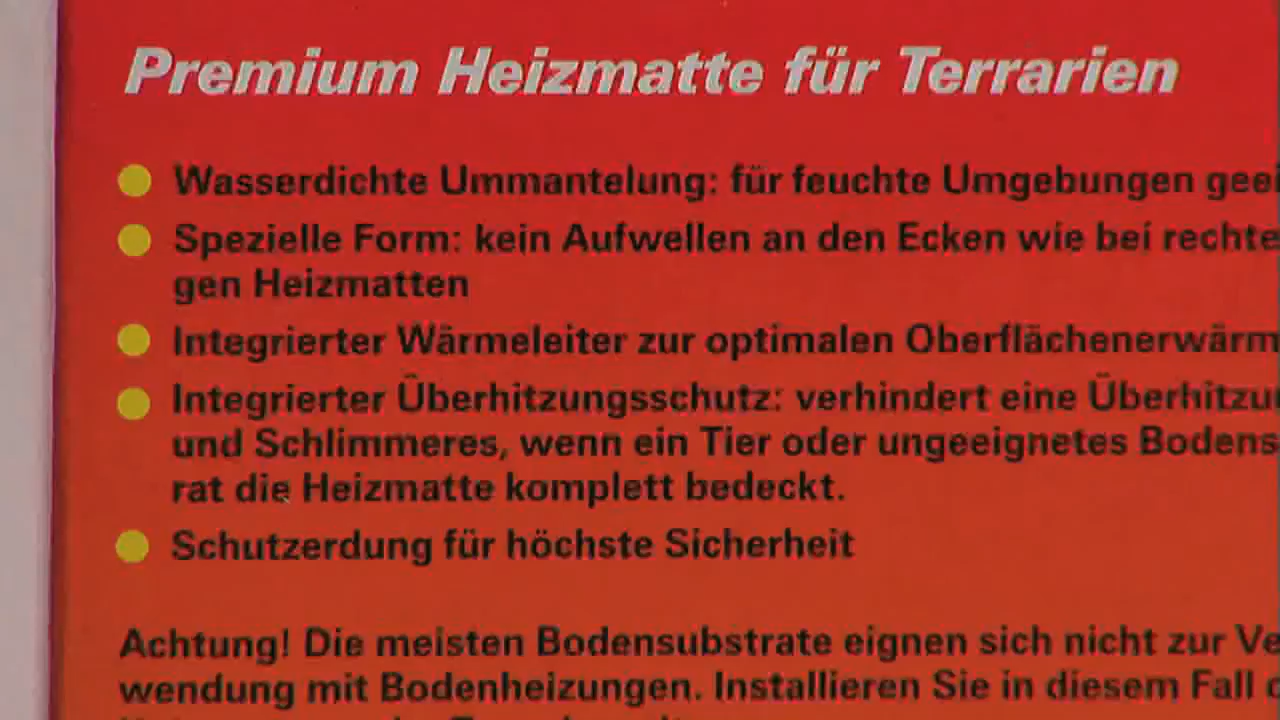 Premium Heizmatte für Terrarien
Wasserdichte Ummantelung: für feuchte Umgebungen geei
Spezielle Form: kein Aufwellen an den Ecken wie bei rechte
gen Heizmatten
Integrierter Wärmeleiter zur optimalen Oberflächenerwärm
Integrierter Überhitzungsschutz: verhindert eine Überhitzu
und Schlimmeres, wenn ein Tier oder ungeeignetes Bodens
rat die Heizmatte komplett bedeckt.
Schutzerdung für höchste Sicherheit
Achtung! Die meisten Bodensubstrate eignen sich nicht zur Ve
wendung mit Bodenheizungen. Installieren Sie in diesem Fall